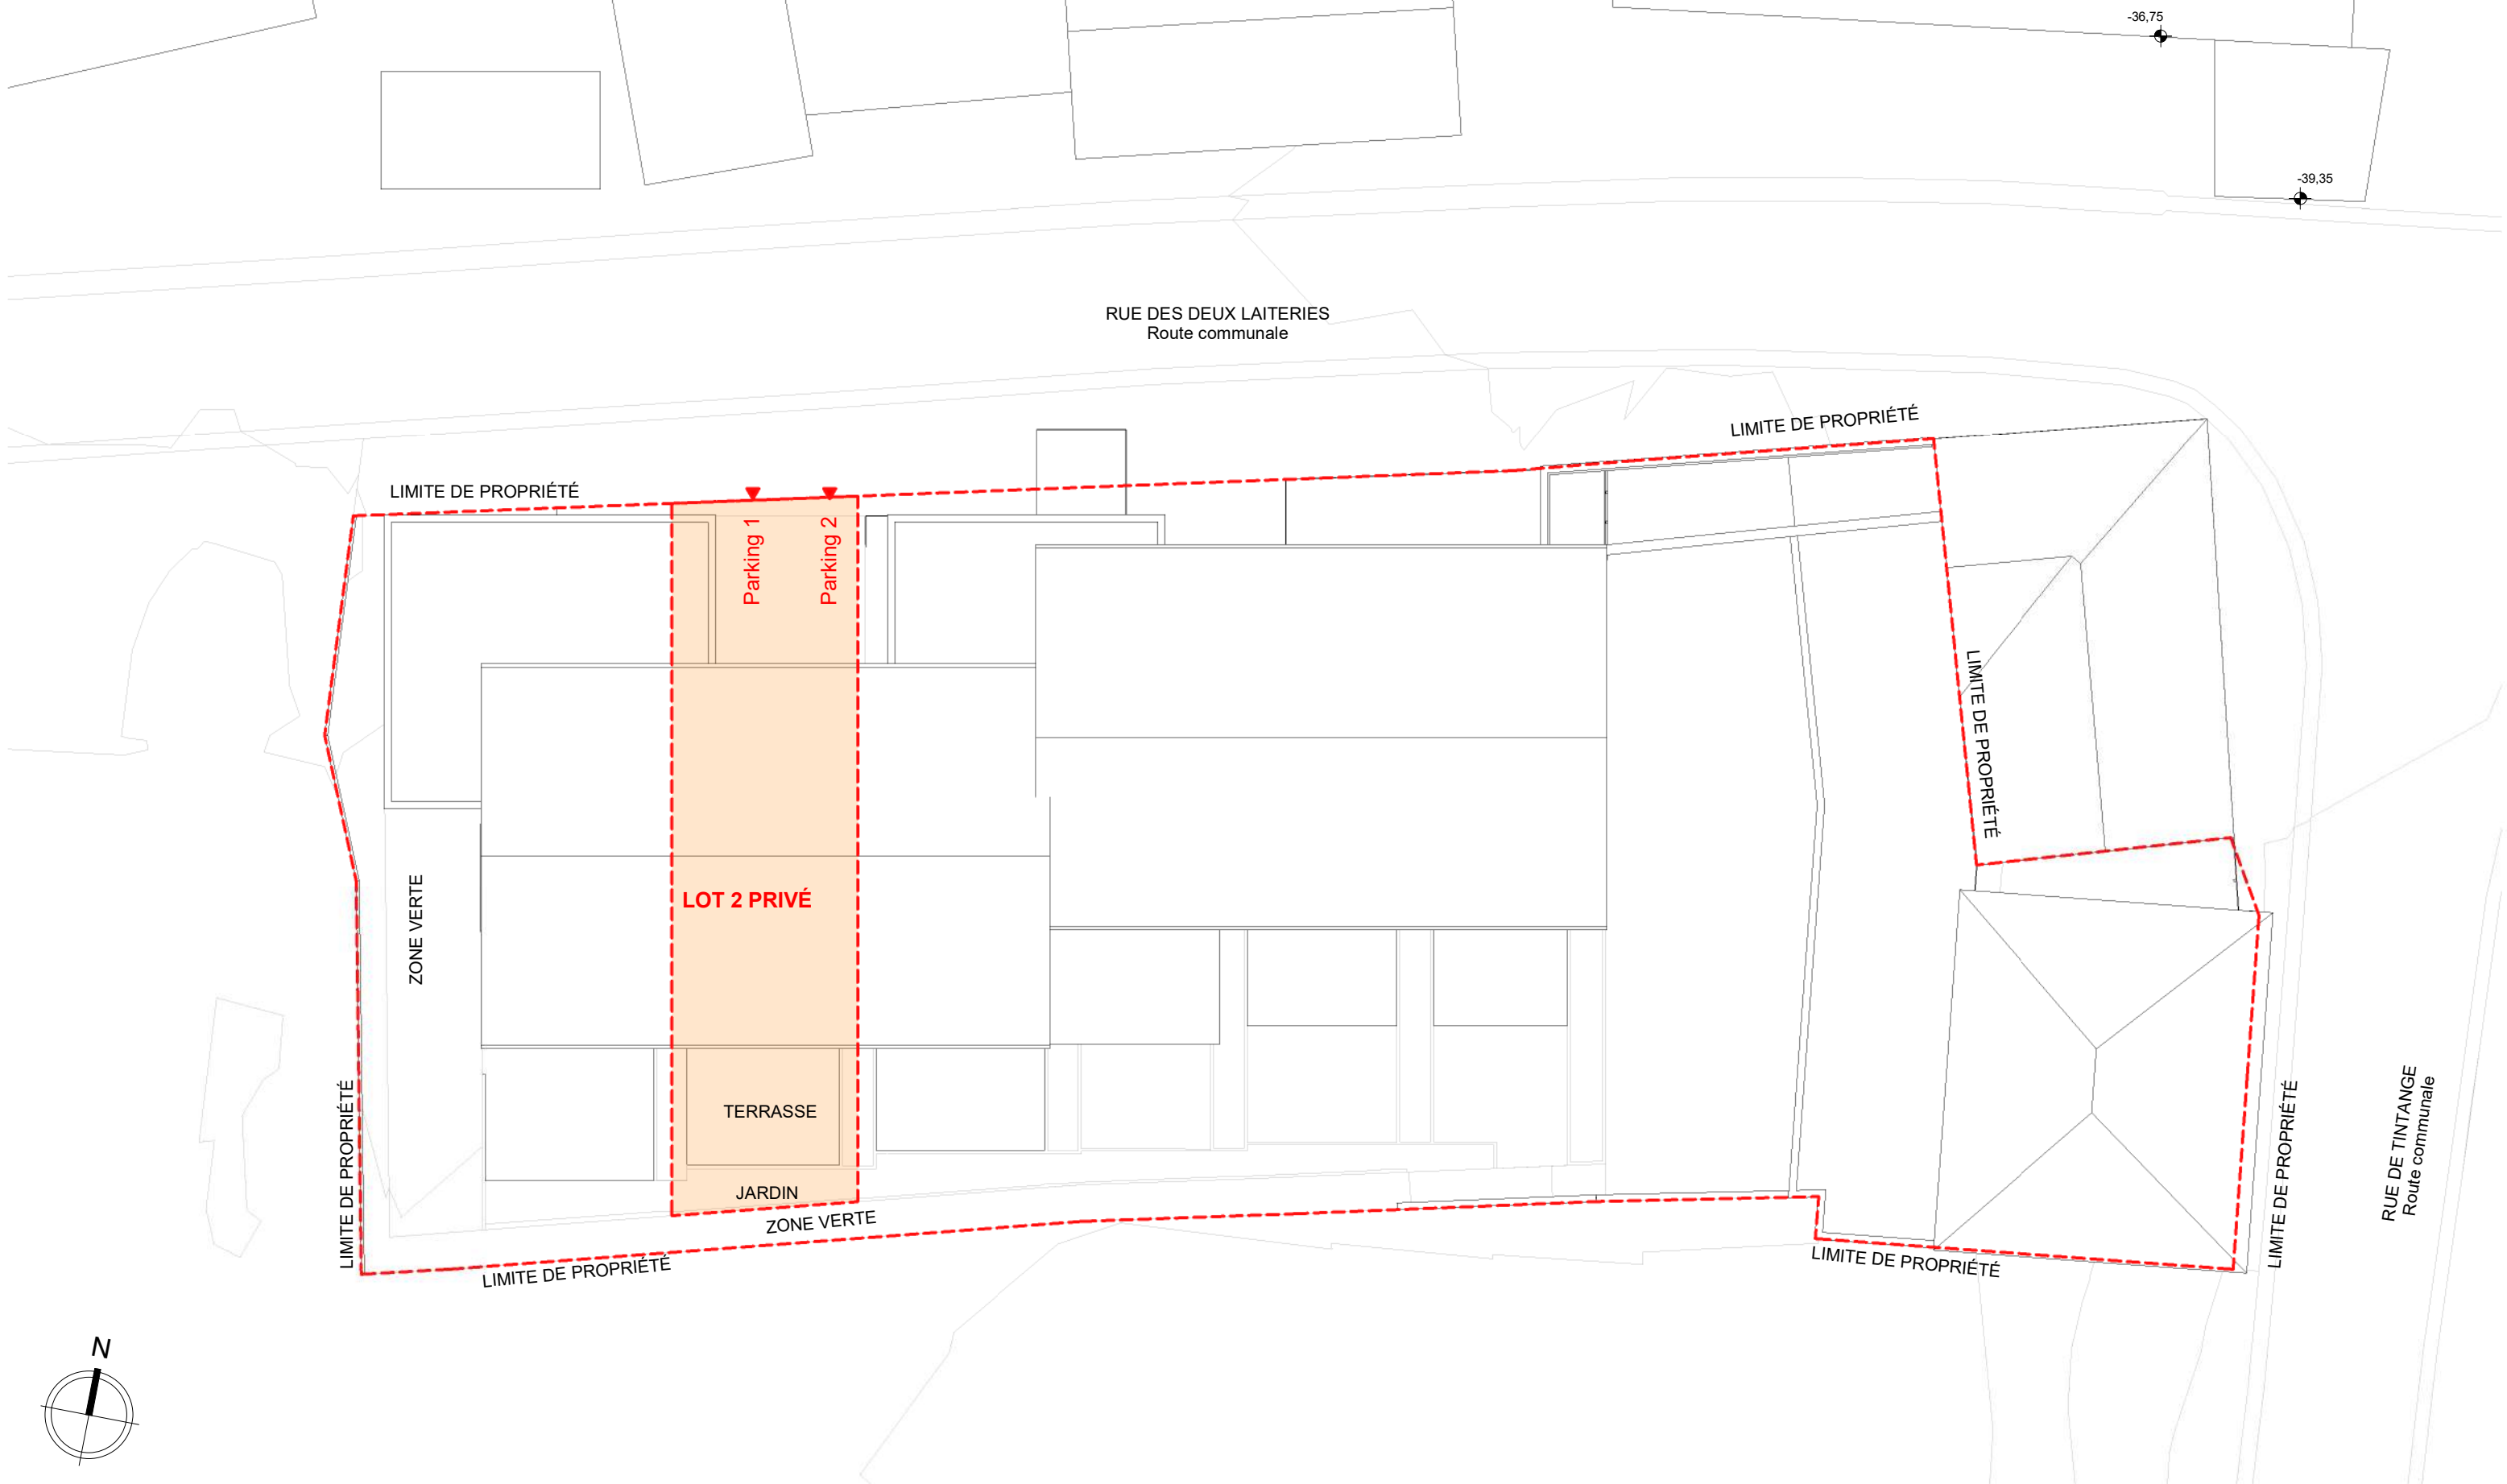 -36,75
-39,35
RUE DES DEUX LAITERIES
Route communale
LIMITE DE PROPRIÉTÉ
LIMITE DE PROPRIÉTÉ
Parking 1
Parking 2
LIMITE DE PROPRIÉTÉ
LOT 2 PRIVÉ
ZONE VERTE
TERRASSE
JARDIN
ZONE VERTE
LIMITE DE PROPRIÉTÉ
LIMITE DE PROPRIÉTÉ
LIMITE DE PROPRIÉTÉ
LIMITE DE PROPRIÉTÉ
RUE DE TINTANGE
Route communale
N